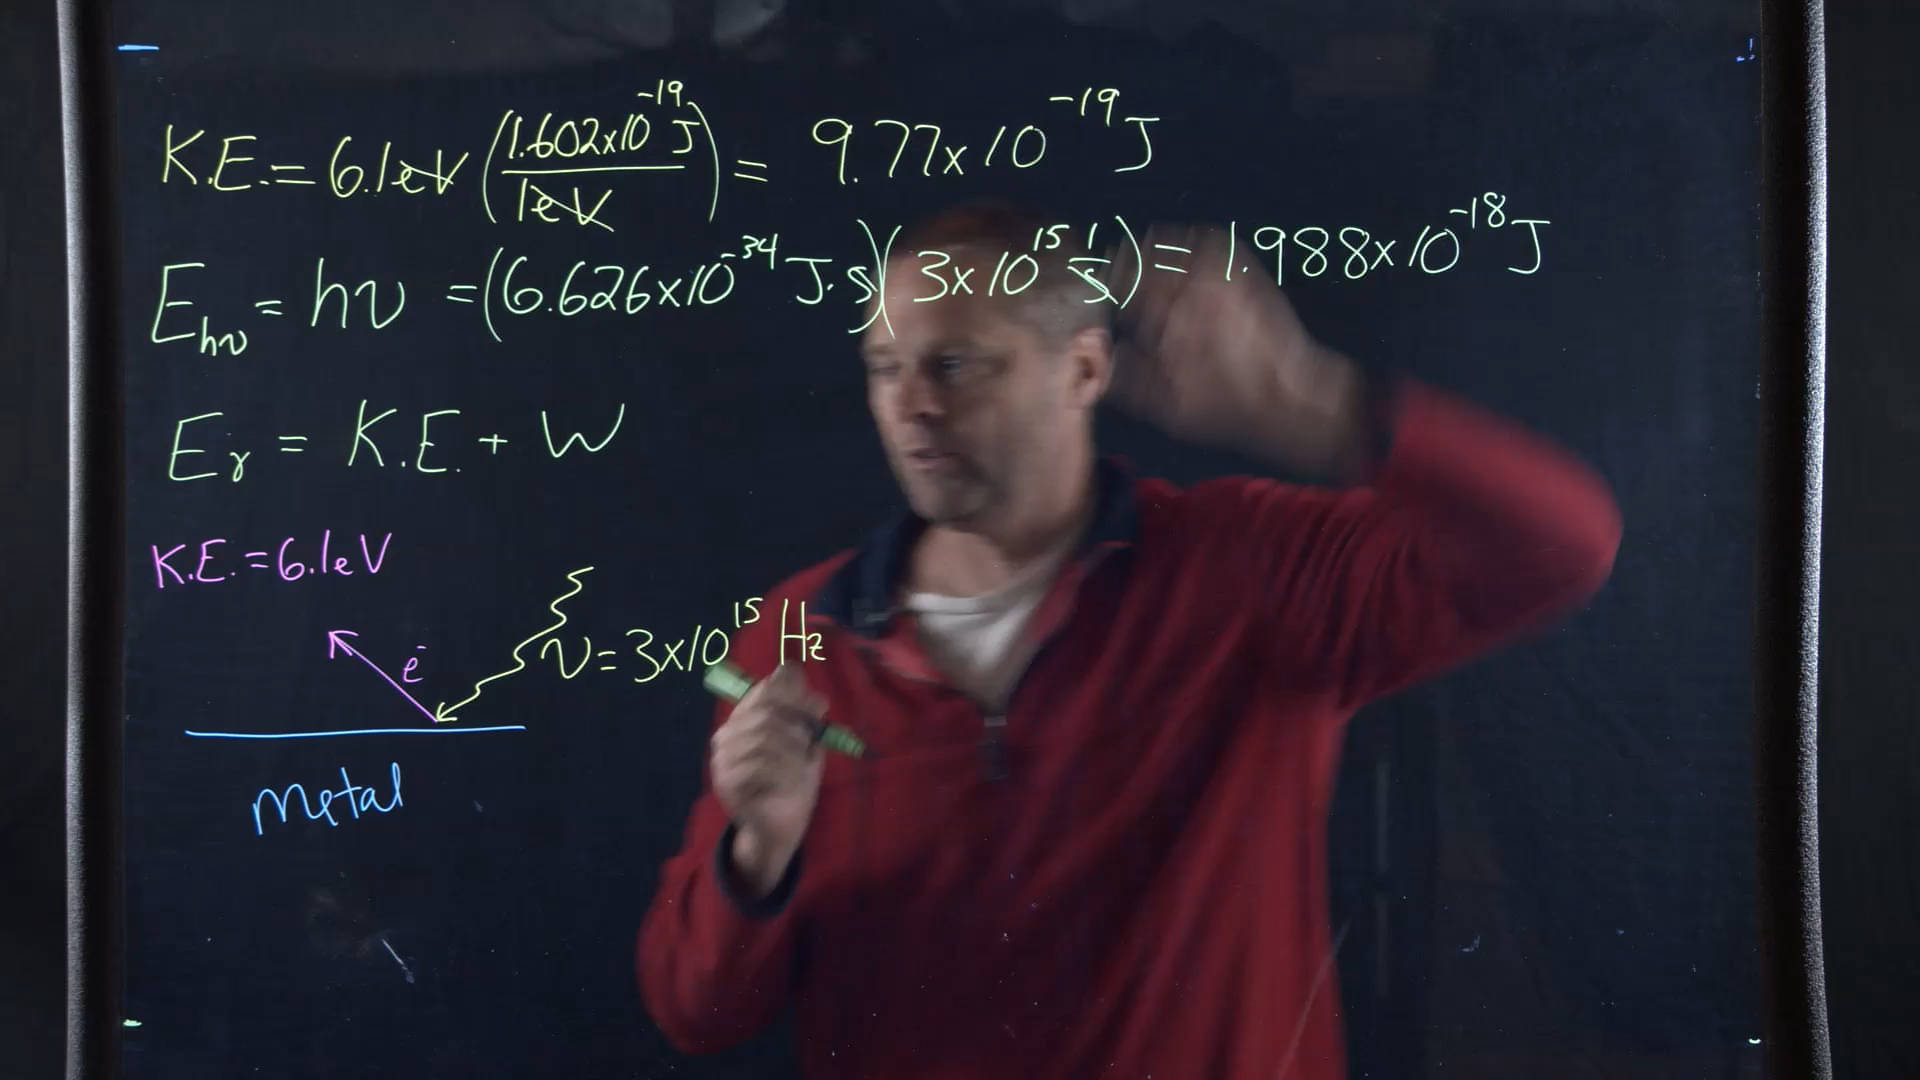 K.E. = 6.1eV (1.602x10^-19 J / 1eV) = 9.77x10^-19 J
E_hν = hν = (6.626x10^-34 J·s)(3x10^15 1/s) = 1.988x10^-18 J
E_γ = K.E. + W
K.E. = 6.1eV
e^-
ν = 3x10^15 Hz
Metal